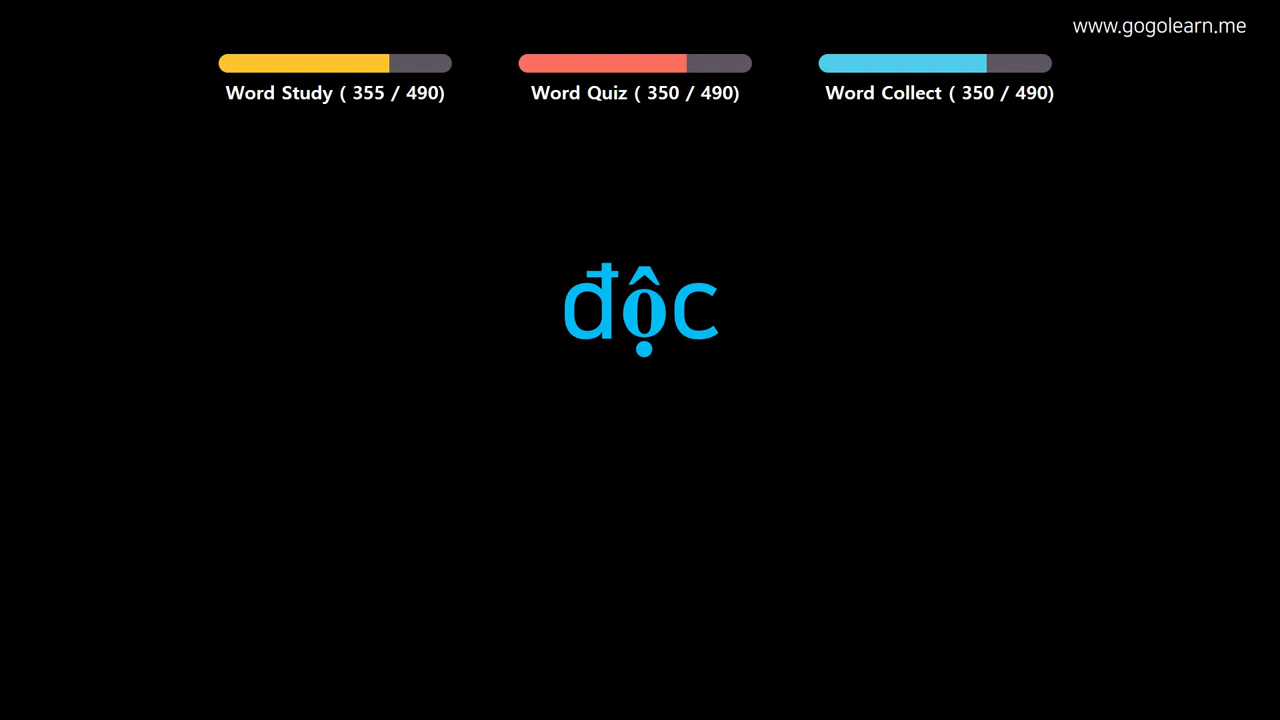 www.gogolearn.me
Word Study ( 355 / 490)
Word Quiz ( 350 / 490)
Word Collect ( 350 / 490)
độc